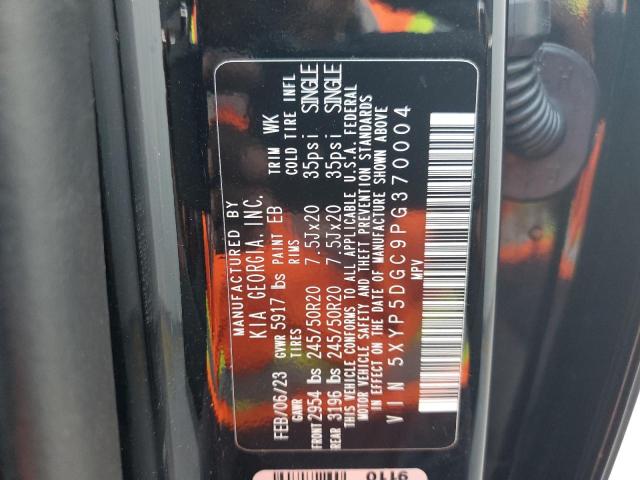 MANUFACTURED BY
KIA GEORGIA, INC.
FEB/06/23 GVWR 5917 lbs PAINT EB TRIM WK
GAWR TIRES RIMS COLD TIRE INFL
FRONT 2954 lbs 245/50R20 7.5Jx20 35psi SINGLE
REAR 3196 lbs 245/50R20 7.5Jx20 35psi SINGLE
THIS VEHICLE CONFORMS TO ALL APPLICABLE U.S.A. FEDERAL
MOTOR VEHICLE SAFETY AND THEFT PREVENTION STANDARDS
IN EFFECT ON THE DATE OF MANUFACTURE SHOWN ABOVE
V I N 5XYP5DGC9PG370004
MPV
9110